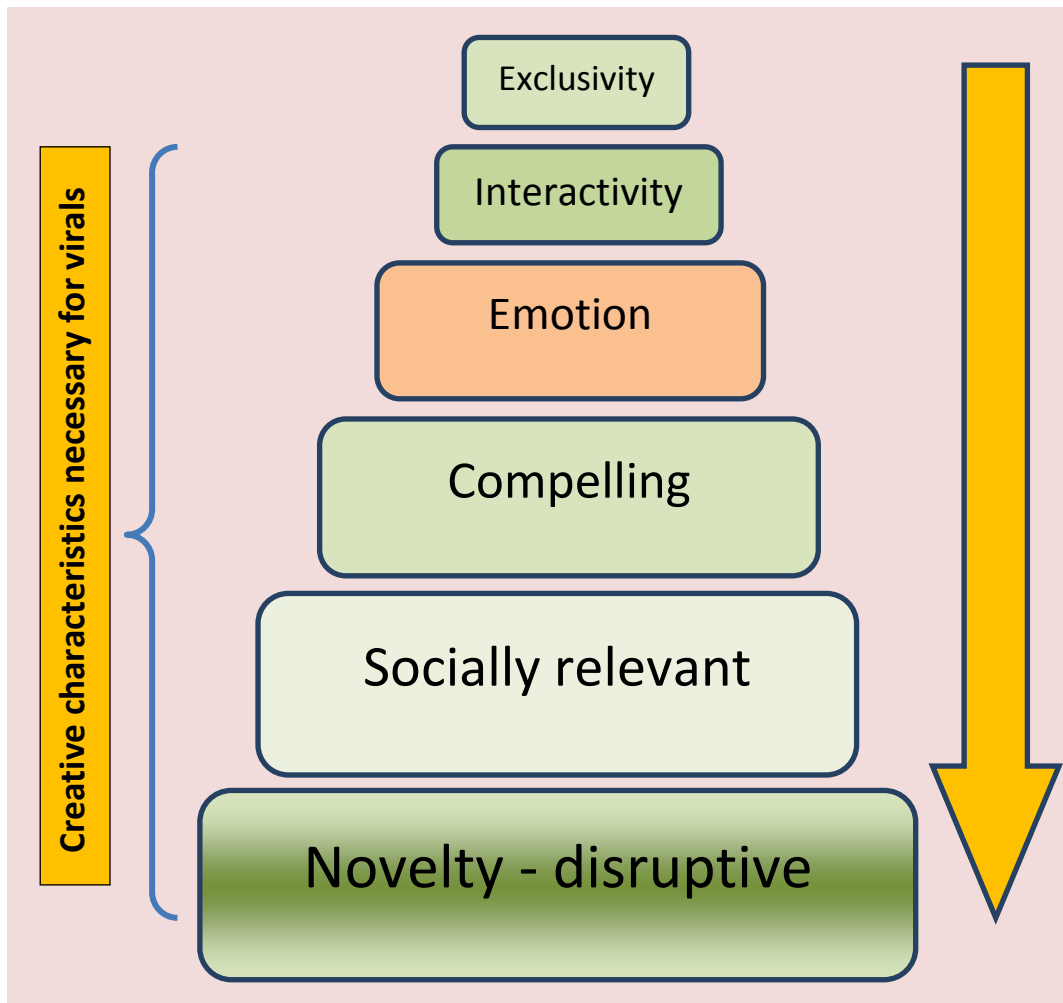 Exclusivity
Interactivity
Emotion
Compelling
Socially relevant
Novelty - disruptive
Creative characteristics necessary for virals